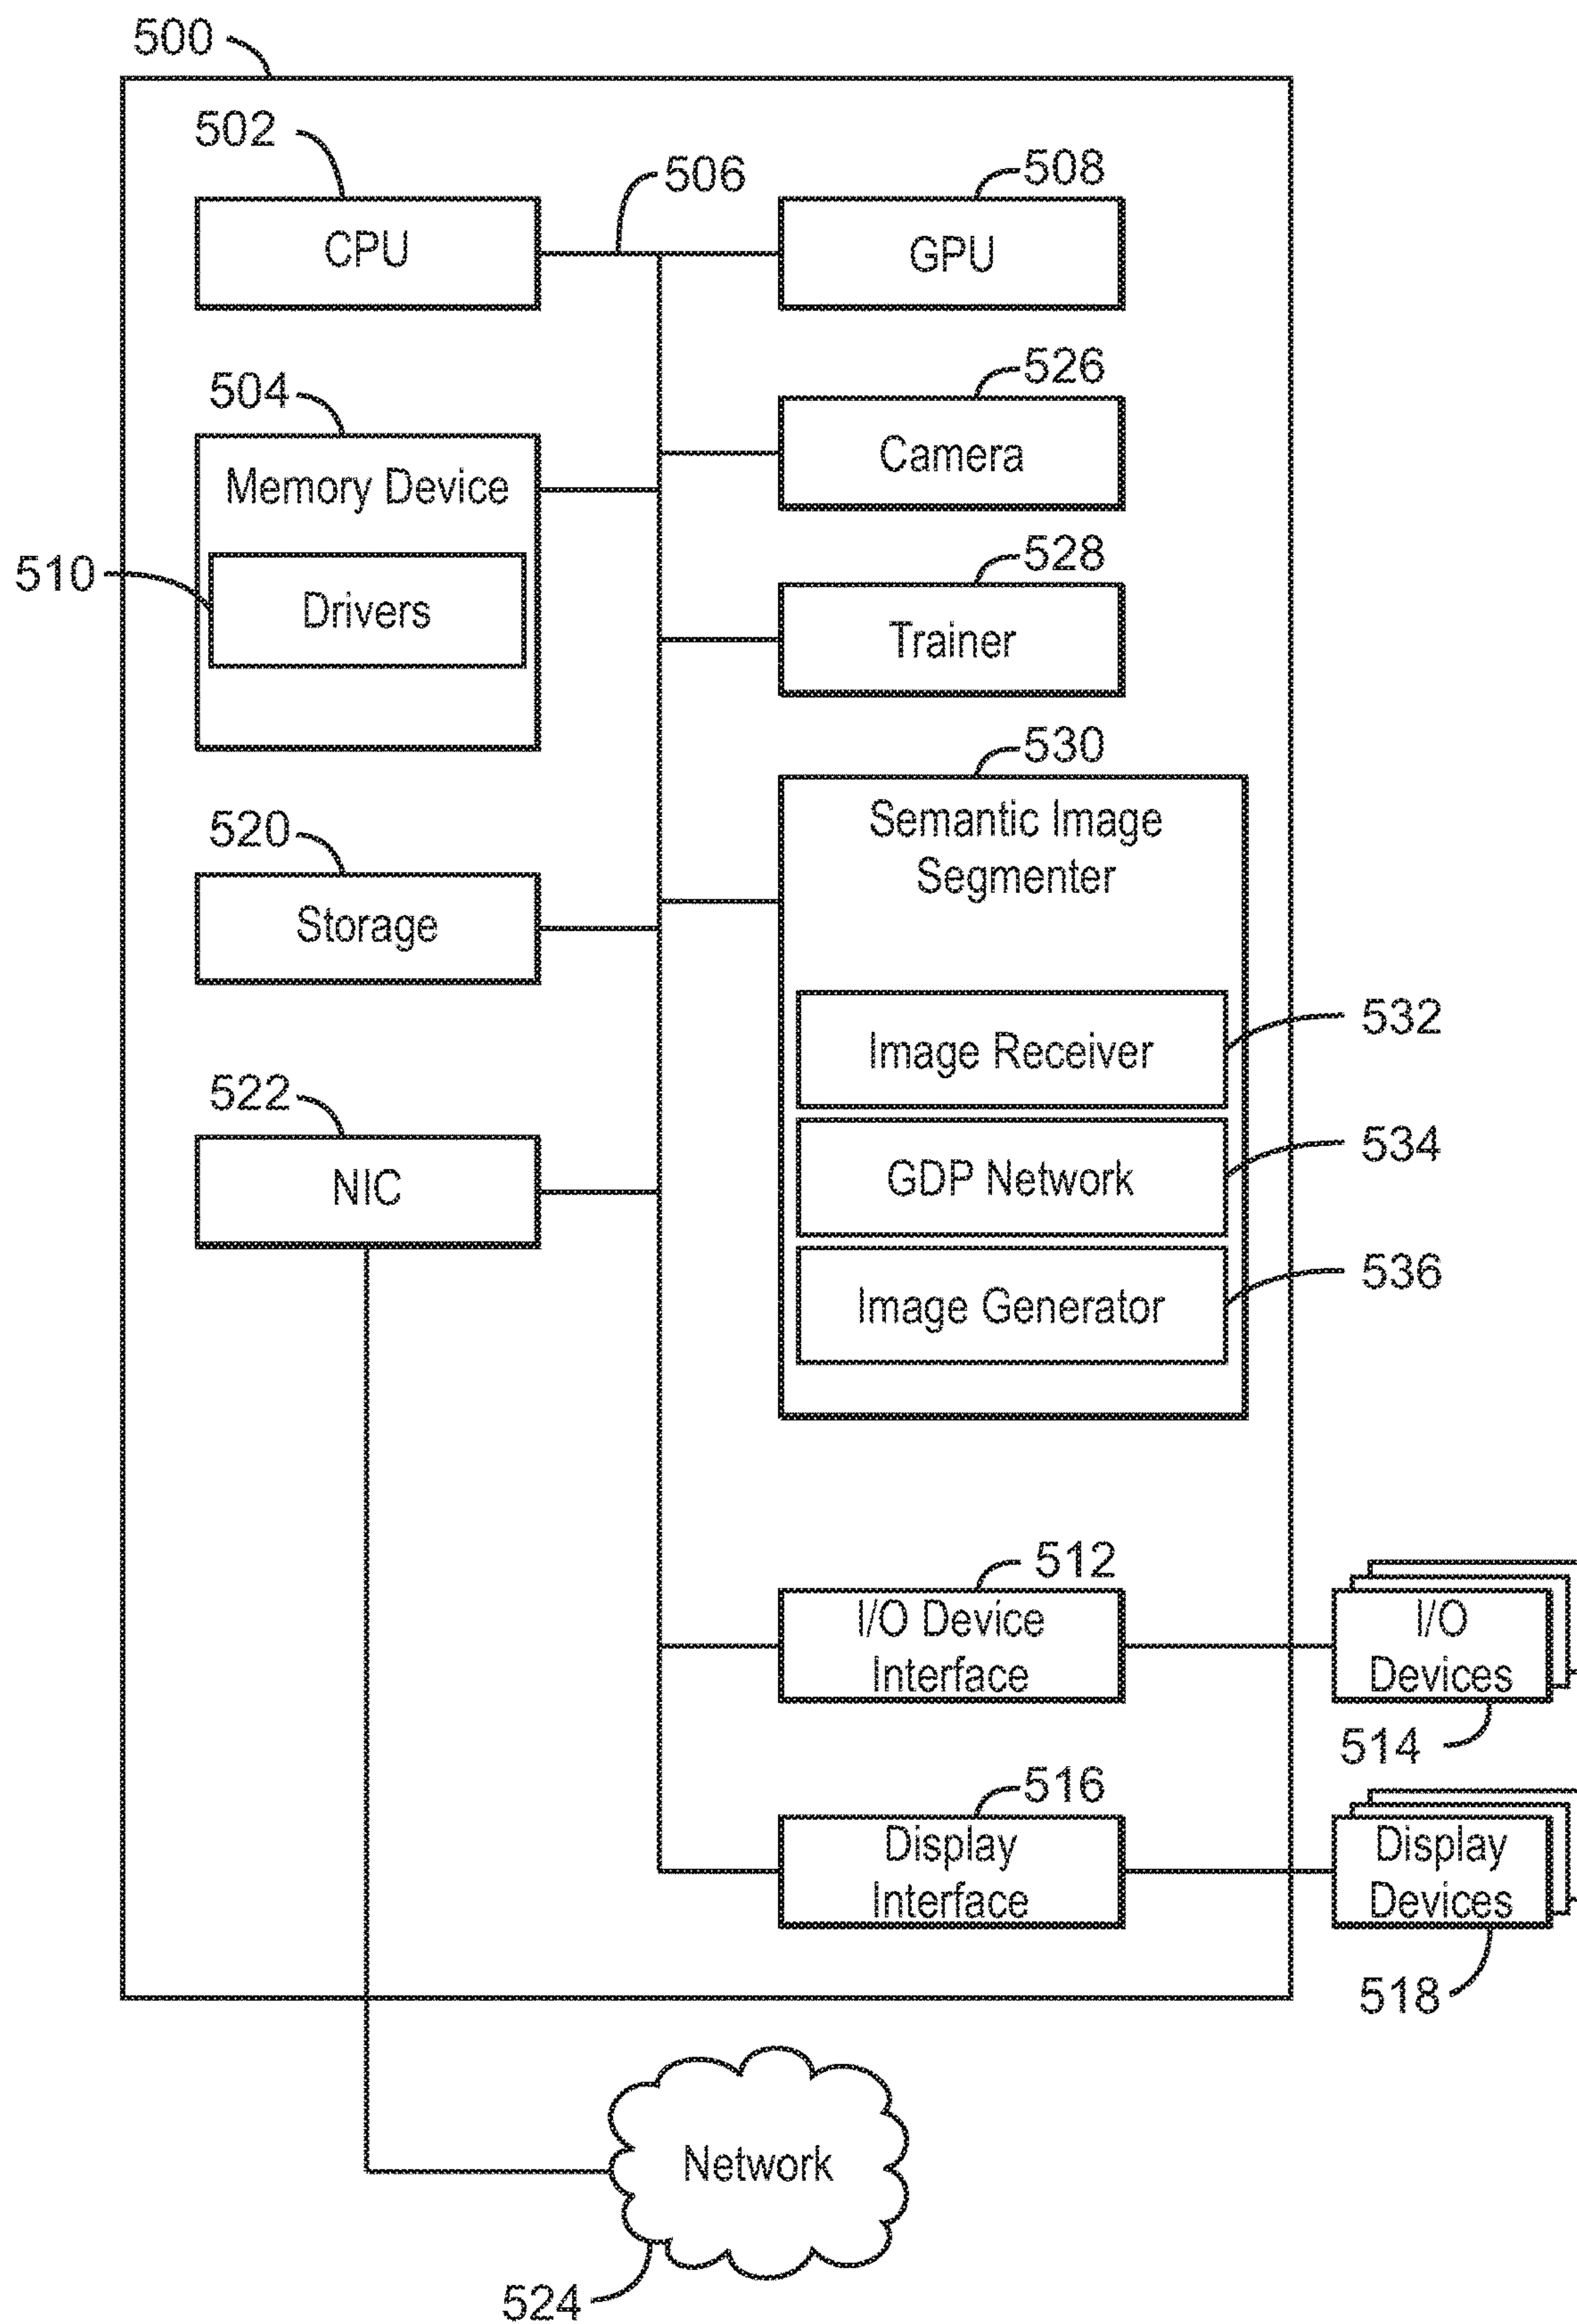 500
502
506
508
CPU
GPU
504
526
Memory Device
Camera
510
528
Drivers
Trainer
530
520
Semantic Image
Segmenter
Storage
532
Image Receiver
522
534
NIC
GDP Network
536
Image Generator
512
I/O Device
Interface
I/O
Devices
514
516
Display
Interface
Display
Devices
518
Network
524